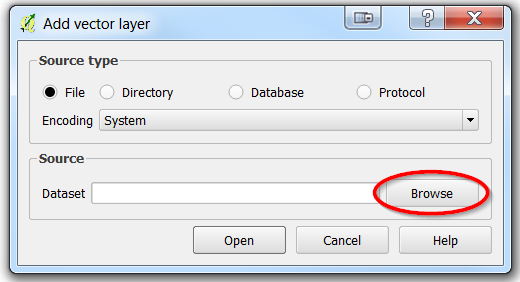 Add vector layer
Source type
File Directory Database Protocol
Encoding System
Source
Dataset Browse
Open Cancel Help